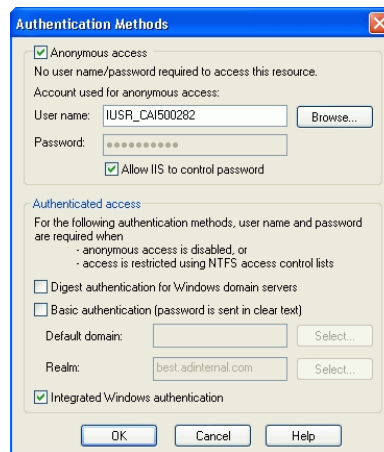 Authentication Methods
Anonymous access
No user name/password required to access this resource.
Account used for anonymous access:
User name: IUSR_CAI500282 Browse...
Password: ●●●●●●●●●●
Allow IIS to control password
Authenticated access
For the following authentication methods, user name and password
are required when
- anonymous access is disabled, or
- access is restricted using NTFS access control lists
Digest authentication for Windows domain servers
Basic authentication (password is sent in clear text)
Default domain: Select...
Realm: best.adinternal.com Select...
Integrated Windows authentication
OK Cancel Help